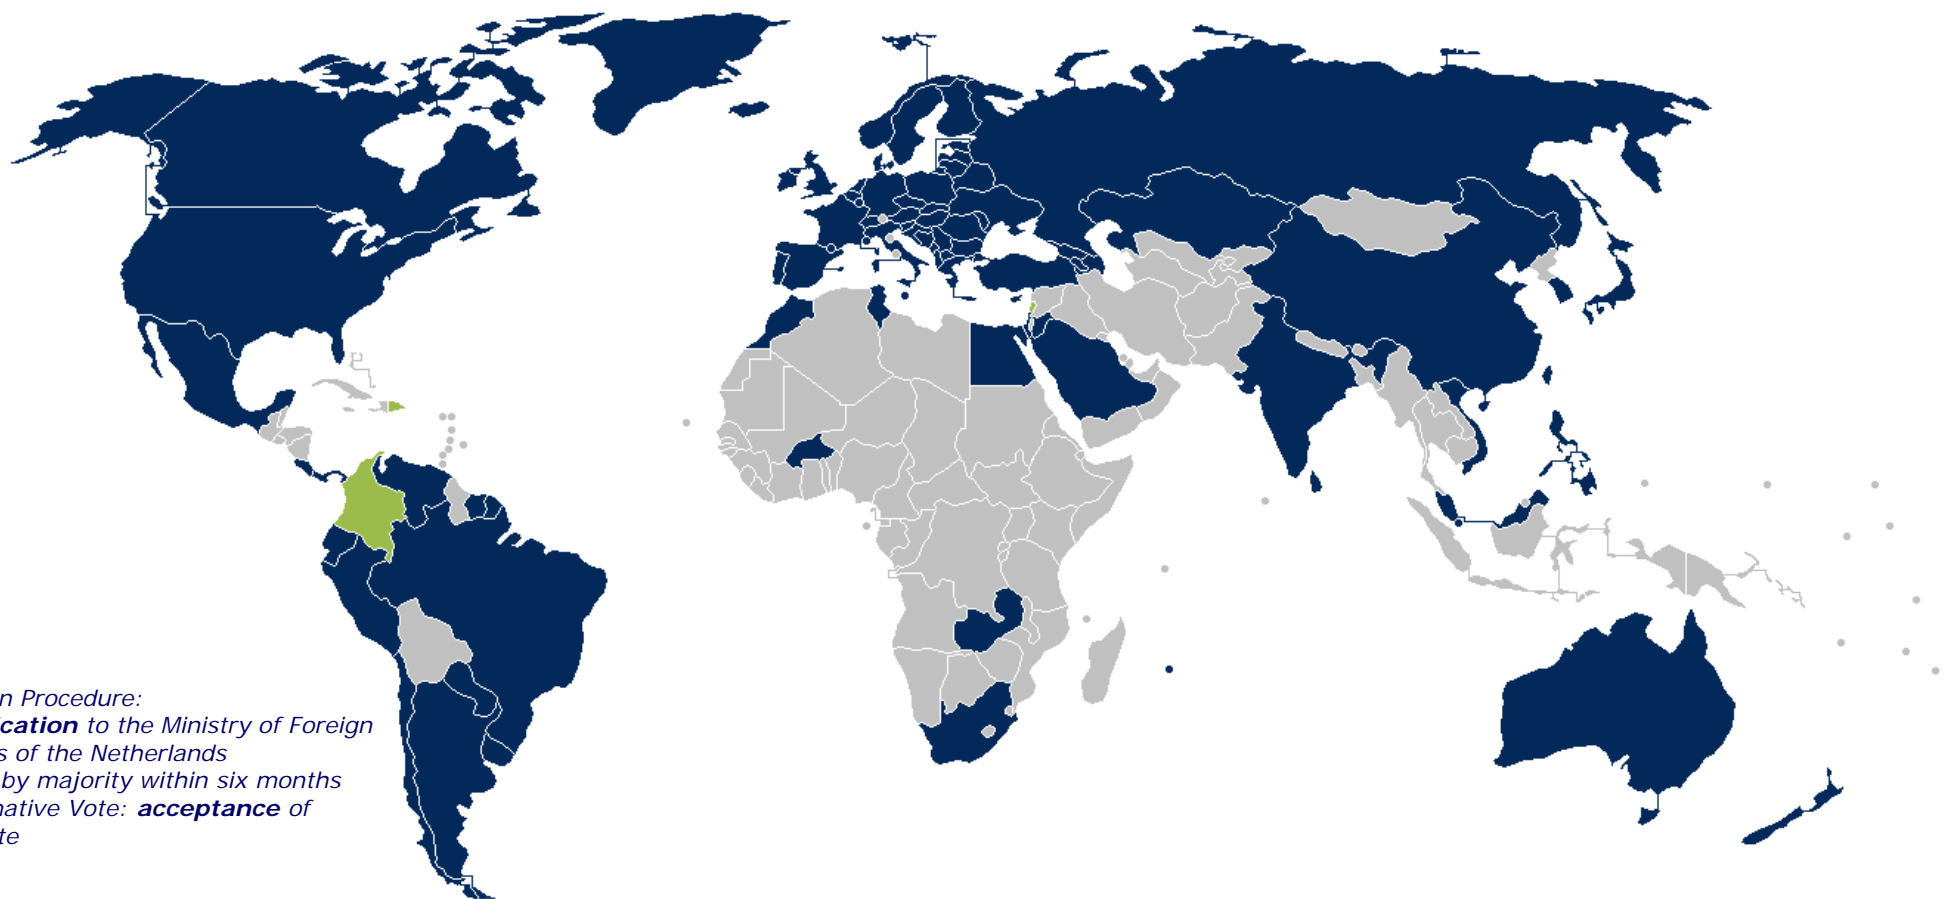 n Procedure:
ication to the Ministry of Foreign
s of the Netherlands
by majority within six months
native Vote: acceptance of
te